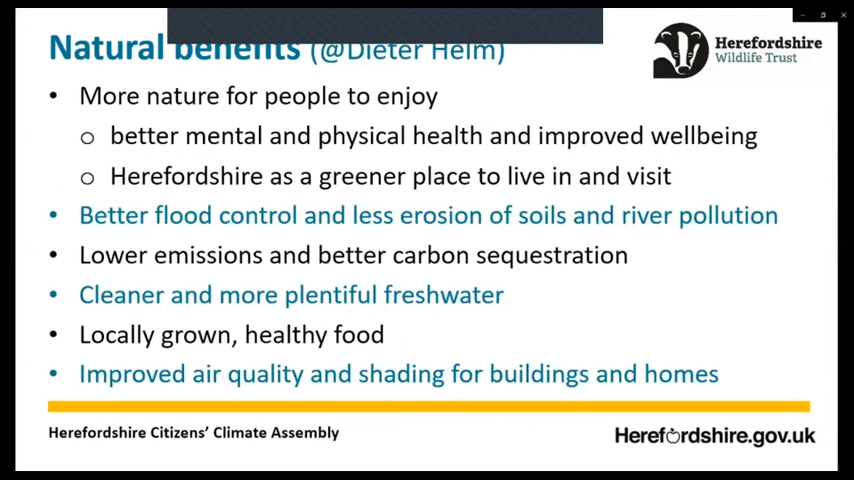 Natural benefits (@Dieter Helm)
Herefordshire
Wildlife Trust
• More nature for people to enjoy
o better mental and physical health and improved wellbeing
o Herefordshire as a greener place to live in and visit
• Better flood control and less erosion of soils and river pollution
• Lower emissions and better carbon sequestration
• Cleaner and more plentiful freshwater
• Locally grown, healthy food
• Improved air quality and shading for buildings and homes
Herefordshire Citizens’ Climate Assembly
Herefordshire.gov.uk